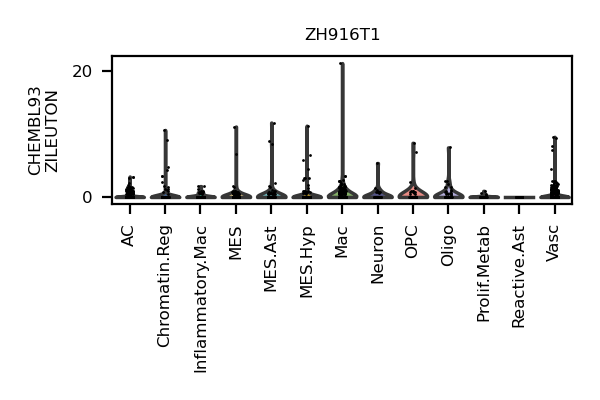 ZH916T1
CHEMBL93
ZILEUTON
20
0
AC
Chromatin.Reg
Inflammatory.Mac
MES
MES.Ast
MES.Hyp
Mac
Neuron
OPC
Oligo
Prolif.Metab
Reactive.Ast
Vasc